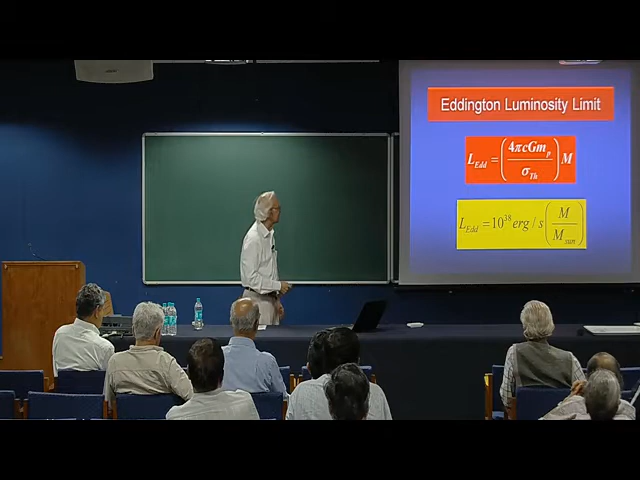 Eddington Luminosity Limit
L_Edd = (4πcGm_p / σ_Th) M
L_Edd = 10^38 erg / s (M / M_sun)